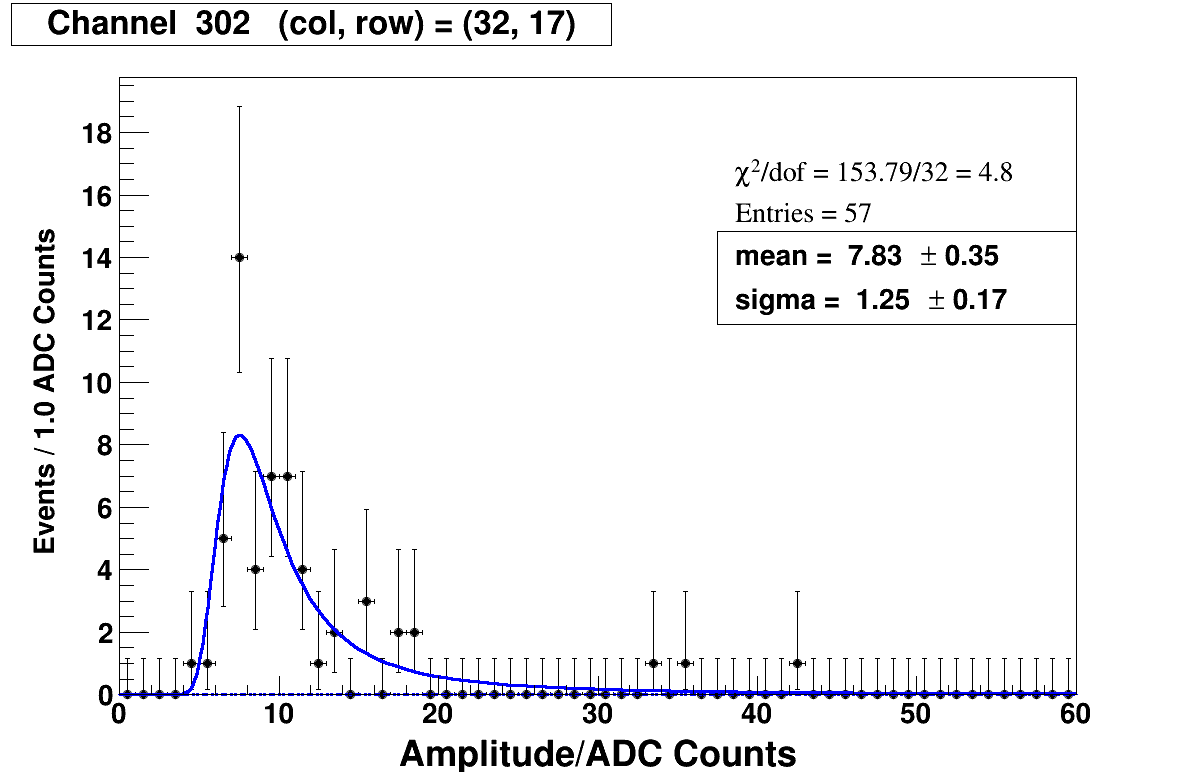 Channel 302 (col, row) = (32, 17)
χ²/dof = 153.79/32 = 4.8
Entries = 57
mean = 7.83 ± 0.35
sigma = 1.25 ± 0.17
Events / 1.0 ADC Counts
18
16
14
12
10
8
6
4
2
0
0 10 20 30 40 50 60
Amplitude/ADC Counts